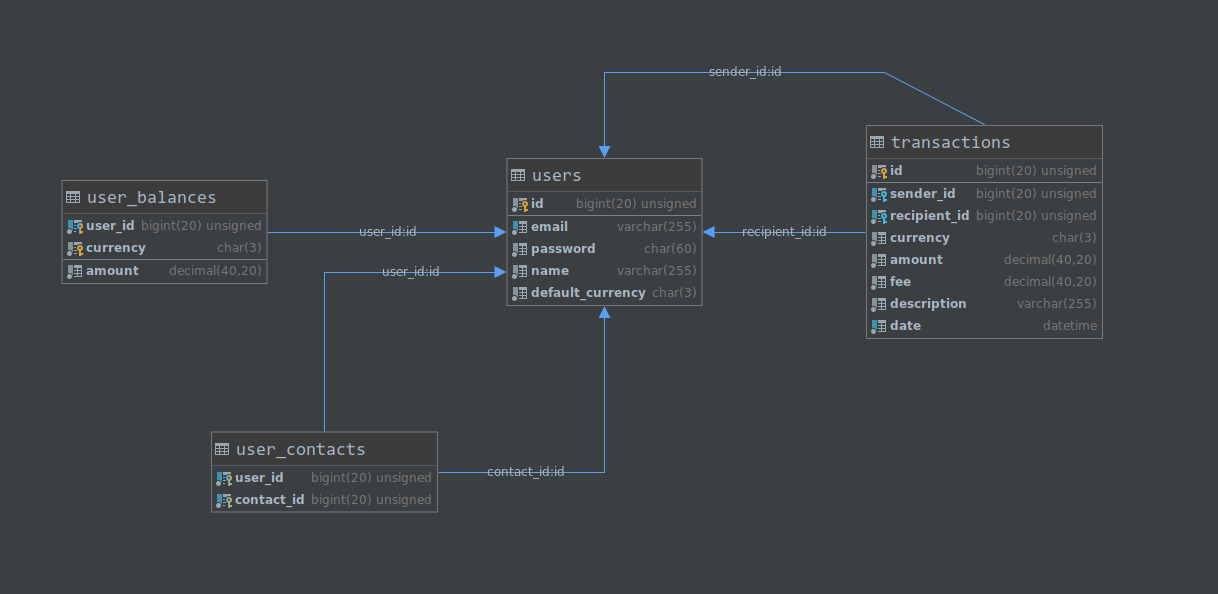 sender_id:id
transactions
id bigint(20) unsigned
sender_id bigint(20) unsigned
recipient_id bigint(20) unsigned
currency char(3)
amount decimal(40,20)
fee decimal(40,20)
description varchar(255)
date datetime
users
id bigint(20) unsigned
email varchar(255)
password char(60)
name varchar(255)
default_currency char(3)
user_balances
user_id bigint(20) unsigned
currency char(3)
amount decimal(40,20)
user_id:id
recipient_id:id
user_id:id
user_contacts
user_id bigint(20) unsigned
contact_id bigint(20) unsigned
contact_id:id